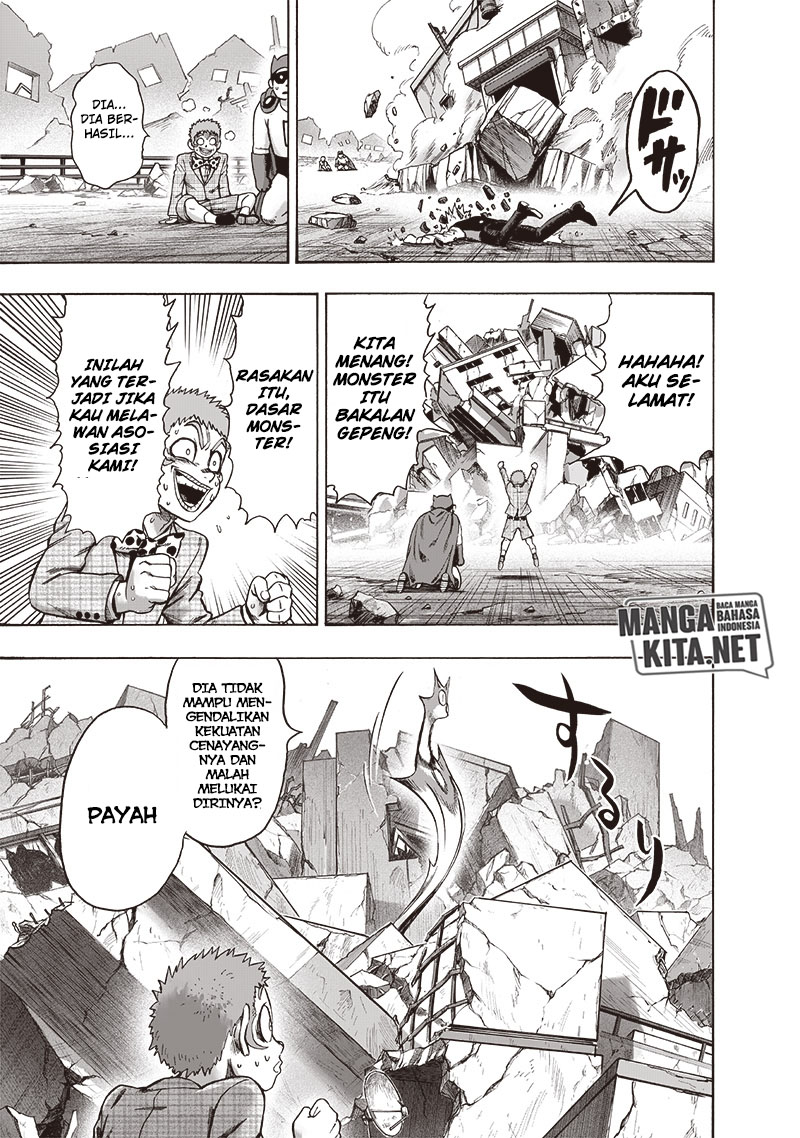 ドサッ
DIA...
DIA BER-
HASIL...
HAHAHA!
AKU SE-
LAMAT!
KITA
MENANG!
MONSTER
ITU
BAKALAN
GEPENG!
RASAKAN
ITU,
DASAR
MONS-
TER!
INILAH
YANG TER-
JADI JIKA
KAU MELA-
WAN ASO-
SIASI
KAMI!
MANGA
KITA.NET
BACA MANGA
BAHASA
INDONESIA
するり
DIA TIDAK
MAMPU MEN-
GENDALIKAN
KEKUATAN
CENAYANG-
NYA DAN
MALAH
MELUKAI
DIRINYA?
PAYAH